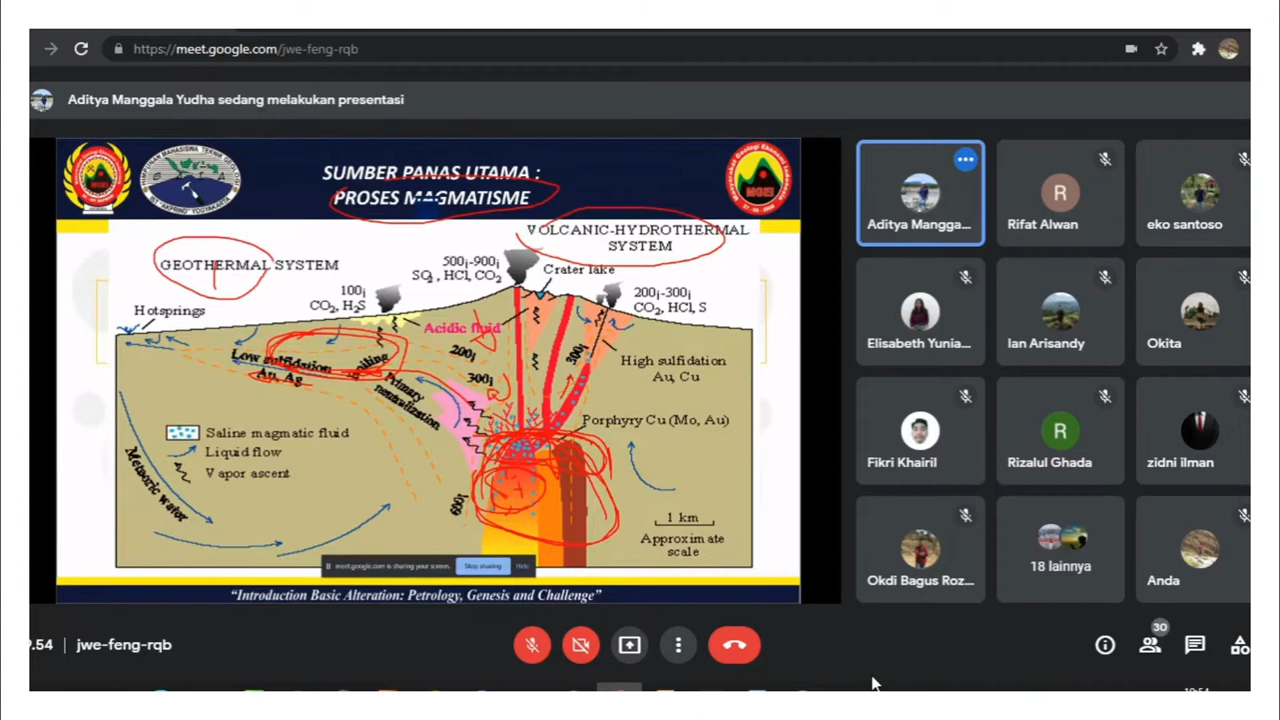 https://meet.google.com/jwe-feng-rqb
Aditya Manggala Yudha sedang melakukan presentasi
SUMBER PANAS UTAMA :
PROSES MAGMATISME
MGEI
VOLCANIC-HYDROTHERMAL
SYSTEM
GEOTHERMAL SYSTEM
500¡-900¡
SO2, HCl, CO2
Crater lake
100¡
CO2, H2S
200¡-300¡
CO2, HCl, S
Hotsprings
Acidic fluid
200¡
300¡
300¡
Low sulfidation
Au, Ag
Primary
neutralization
High sulfidation
Au, Cu
Porphyry Cu (Mo, Au)
Saline magmatic fluid
Liquid flow
Vapor ascent
Meteoric water
600¡
1 km
Approximate
scale
meet.google.com is sharing your screen.
Stop sharing
Hide
“Introduction Basic Alteration: Petrology, Genesis and Challenge”
Aditya Mangga...
Rifat Alwan
eko santoso
Elisabeth Yunia...
Ian Arisandy
Okita
Fikri Khairil
Rizalul Ghada
zidni ilman
Okdi Bagus Roz...
18 lainnya
Anda
R
R
9.54 | jwe-feng-rqb
30